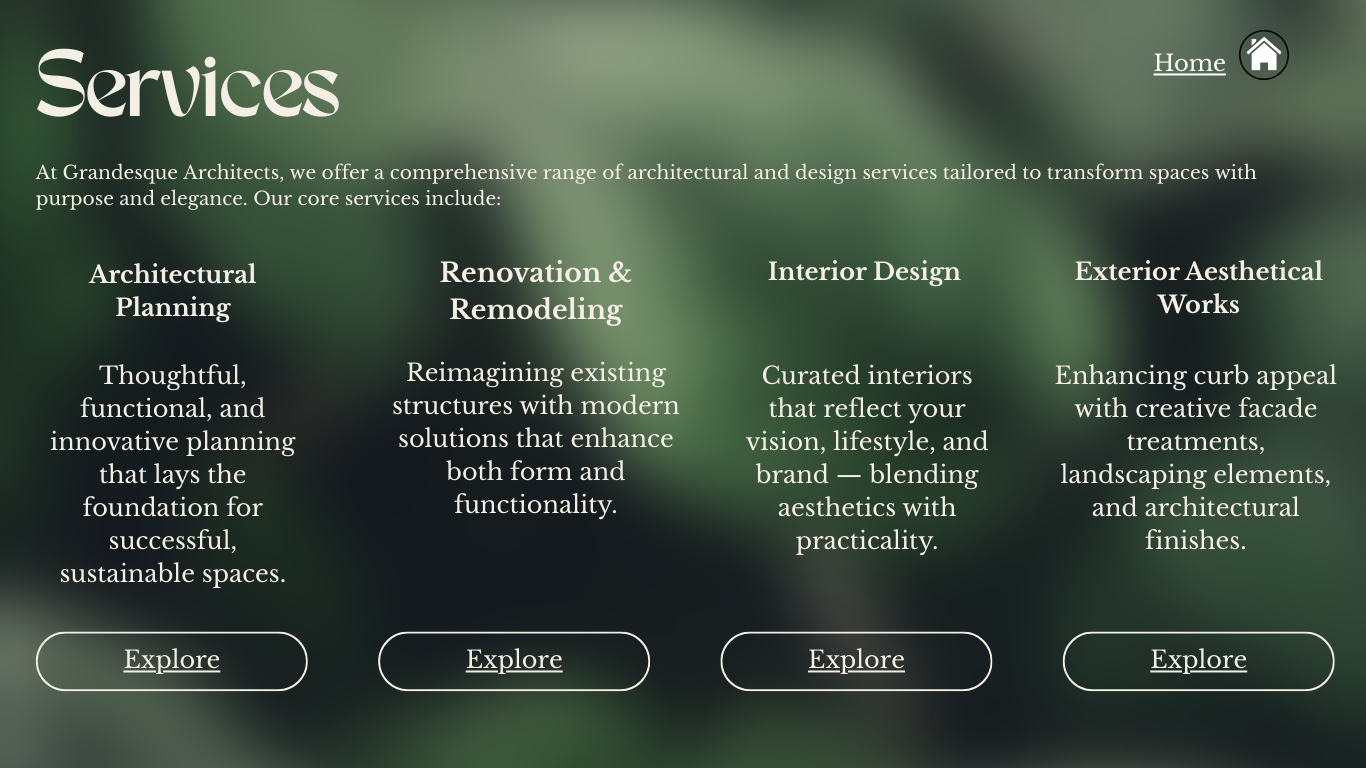 Services
Home
At Grandesque Architects, we offer a comprehensive range of architectural and design services tailored to transform spaces with
purpose and elegance. Our core services include:
Architectural
Planning
Thoughtful,
functional, and
innovative planning
that lays the
foundation for
successful,
sustainable spaces.
Explore
Renovation &
Remodeling
Reimagining existing
structures with modern
solutions that enhance
both form and
functionality.
Explore
Interior Design
Curated interiors
that reflect your
vision, lifestyle, and
brand — blending
aesthetics with
practicality.
Explore
Exterior Aesthetical
Works
Enhancing curb appeal
with creative facade
treatments,
landscaping elements,
and architectural
finishes.
Explore